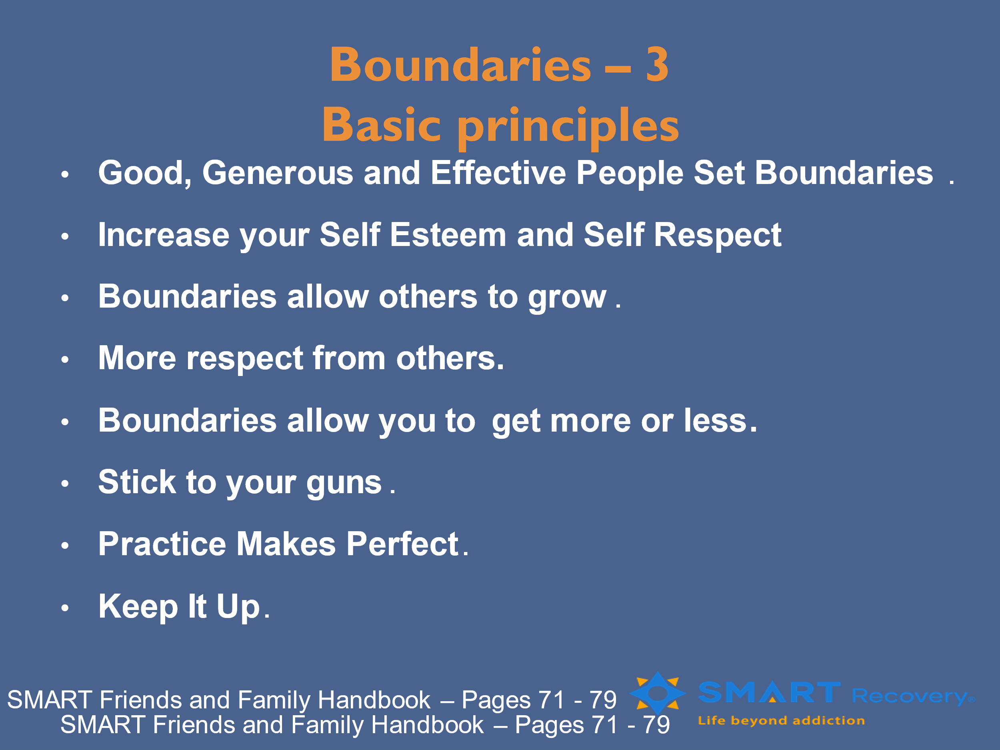 Boundaries – 3
Basic principles
• Good, Generous and Effective People Set Boundaries .
• Increase your Self Esteem and Self Respect
• Boundaries allow others to grow .
• More respect from others.
• Boundaries allow you to get more or less.
• Stick to your guns .
• Practice Makes Perfect.
• Keep It Up.
SMART Friends and Family Handbook – Pages 71 - 79
SMART Friends and Family Handbook – Pages 71 - 79
SMART Recovery®
Life beyond addiction